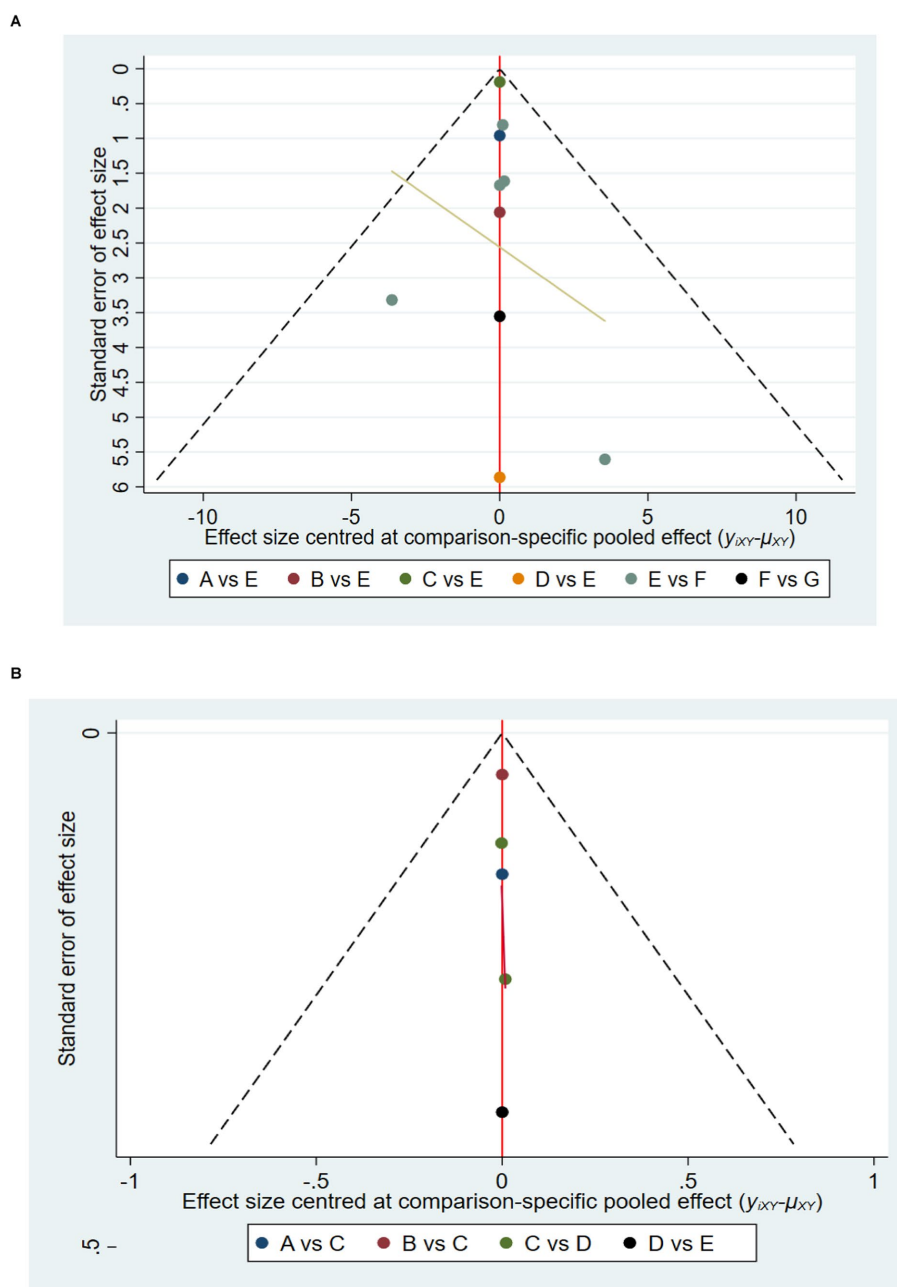 A
Standard error of effect size
0
.5
1
1.5
2
2.5
3
3.5
4
4.5
5
5.5
6
-10
-5
0
5
10
Effect size centred at comparison-specific pooled effect (yiXY-μXY)
A vs E
B vs E
C vs E
D vs E
E vs F
F vs G
B
Standard error of effect size
0
.5
-1
-.5
0
.5
1
Effect size centred at comparison-specific pooled effect (yiXY-μXY)
A vs C
B vs C
C vs D
D vs E